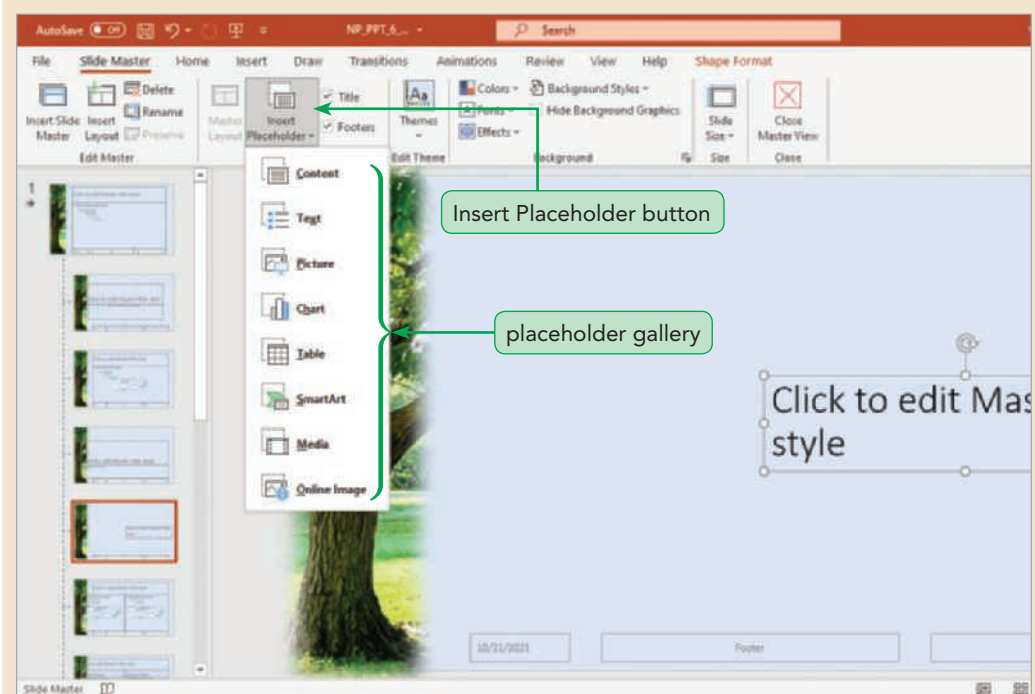 AutoSave Off NP_PPT_6_... Search
File Slide Master Home Insert Draw Transitions Animations Review View Help Shape Format
Insert Slide Master
Insert Layout
Delete
Rename
Preserve
Edit Master
Master Layout
Insert Placeholder
Title
Footers
Aa
Themes
Edit Theme
Colors
Fonts
Effects
Background Styles
Hide Background Graphics
Background
Slide Size
Size
Close Master View
Close
1
Content
Text
Picture
Chart
Table
SmartArt
Media
Online Image
Insert Placeholder button
placeholder gallery
Click to edit Mas
style
10/21/2021
Footer
Slide Master